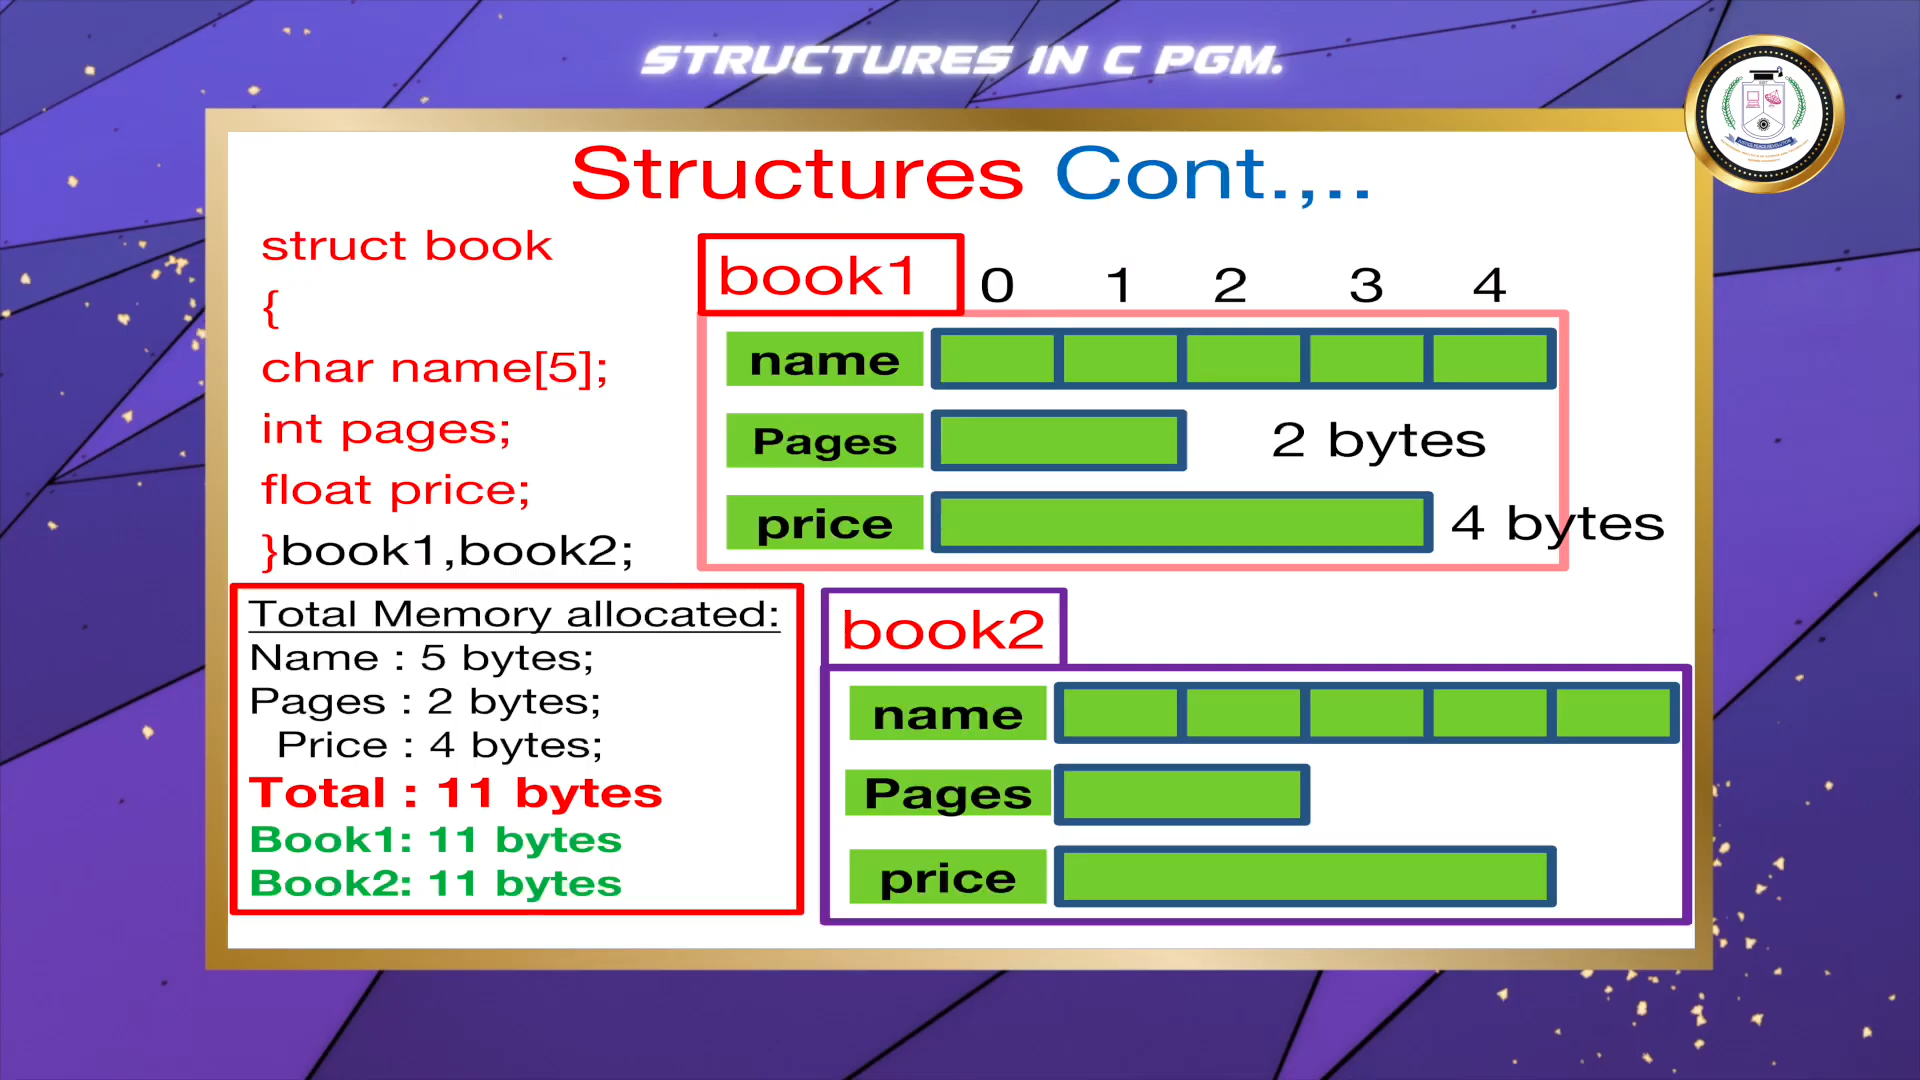 STRUCTURES IN C PGM.
Structures Cont.,..
struct book
{
char name[5];
int pages;
float price;
}book1,book2;
Total Memory allocated:
Name : 5 bytes;
Pages : 2 bytes;
Price : 4 bytes;
Total : 11 bytes
Book1: 11 bytes
Book2: 11 bytes
book1
0 1 2 3 4
name
Pages 2 bytes
price 4 bytes
book2
name
Pages
price